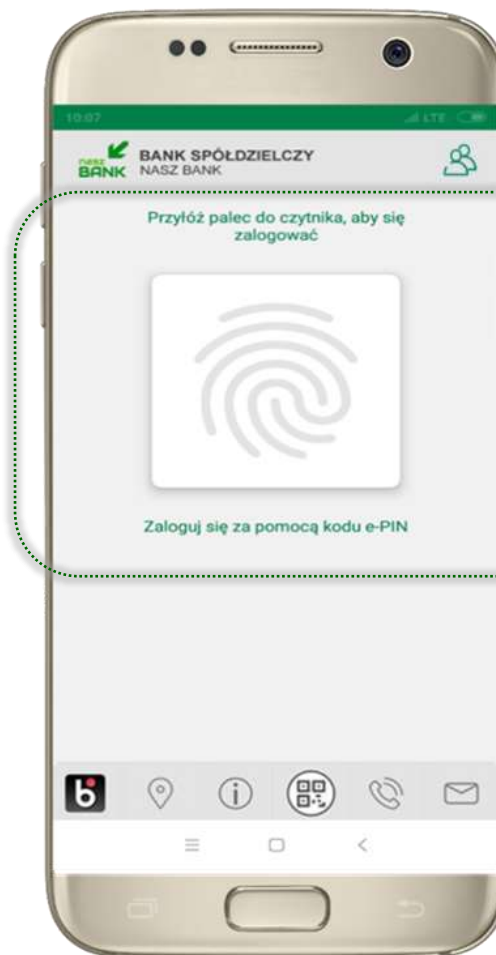 10:07
LTE
nasz
BANK
BANK SPÓŁDZIELCZY
NASZ BANK
Przyłóż palec do czytnika, aby się
zalogować
Zaloguj się za pomocą kodu e-PIN
b